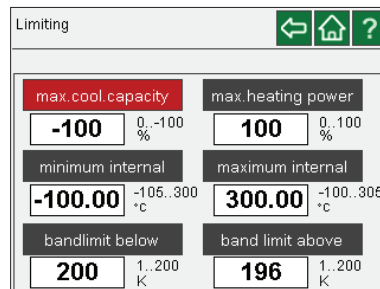 Limiting ?
max.cool.capacity max.heating power
-100 0..-100 % 100 0..100 %
minimum internal maximum internal
-100.00 -105..300 °c 300.00 -100..305 °c
bandlimit below band limit above
200 1..200 K 196 1..200 K